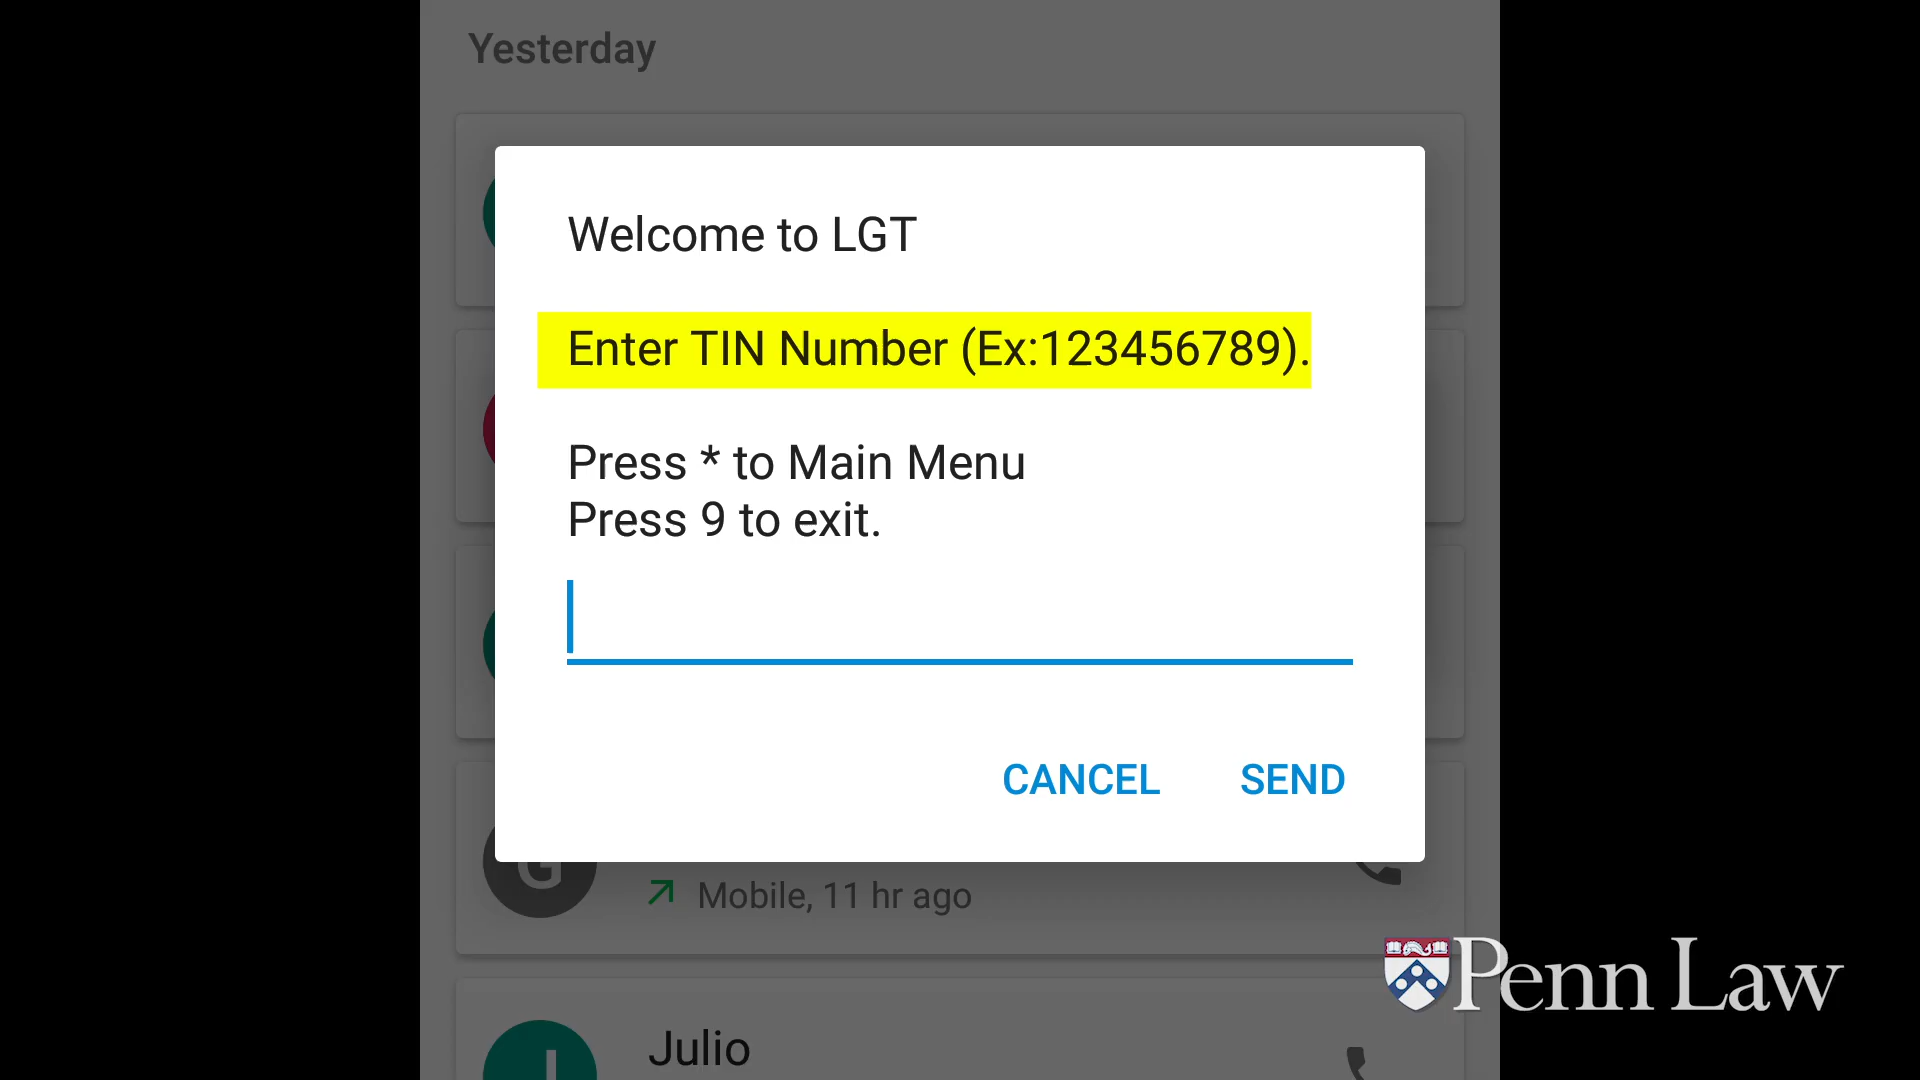 Yesterday
Welcome to LGT
Enter TIN Number (Ex:123456789).
Press * to Main Menu
Press 9 to exit.
CANCEL SEND
G
Mobile, 11 hr ago
Penn Law
Julio